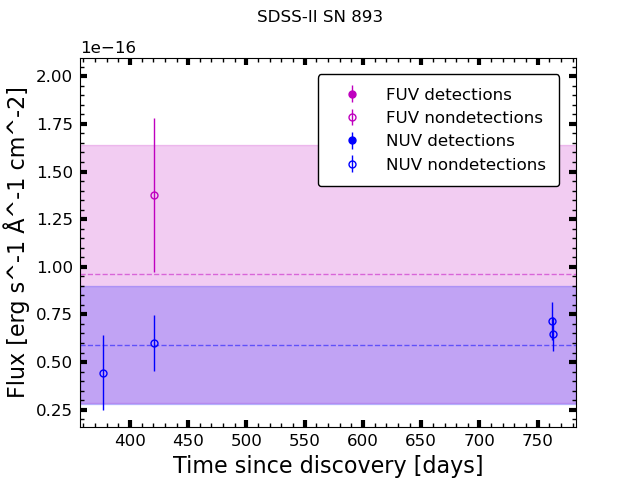 SDSS-II SN 893
1e−16
2.00
1.75
1.50
1.25
1.00
0.75
0.50
0.25
Flux [erg s^-1 Å^-1 cm^-2]
FUV detections
FUV nondetections
NUV detections
NUV nondetections
400 450 500 550 600 650 700 750
Time since discovery [days]